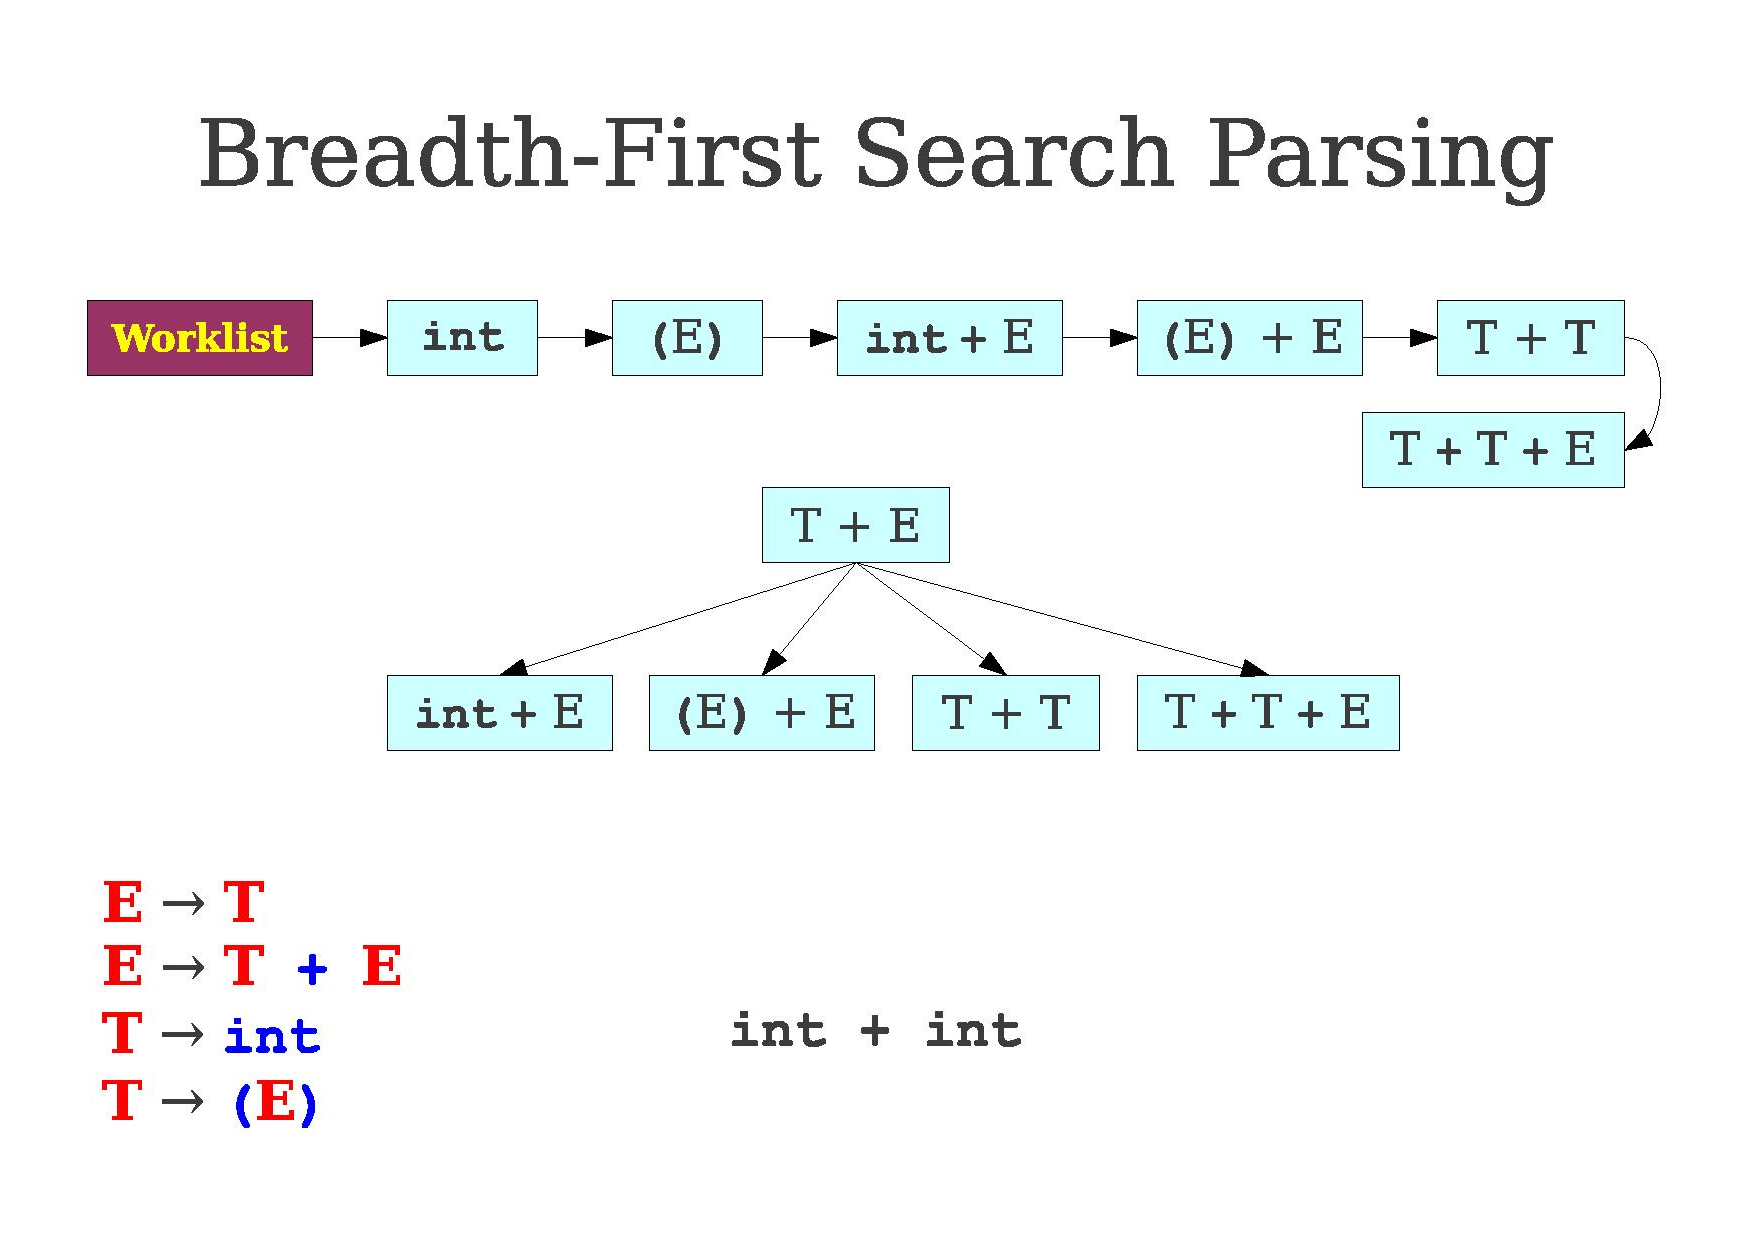 Breadth-First Search Parsing
Worklist
int
(E)
int + E
(E) + E
T + T
T + T + E
T + E
int + E
(E) + E
T + T
T + T + E
E → T
E → T + E
T → int
T → (E)
int + int